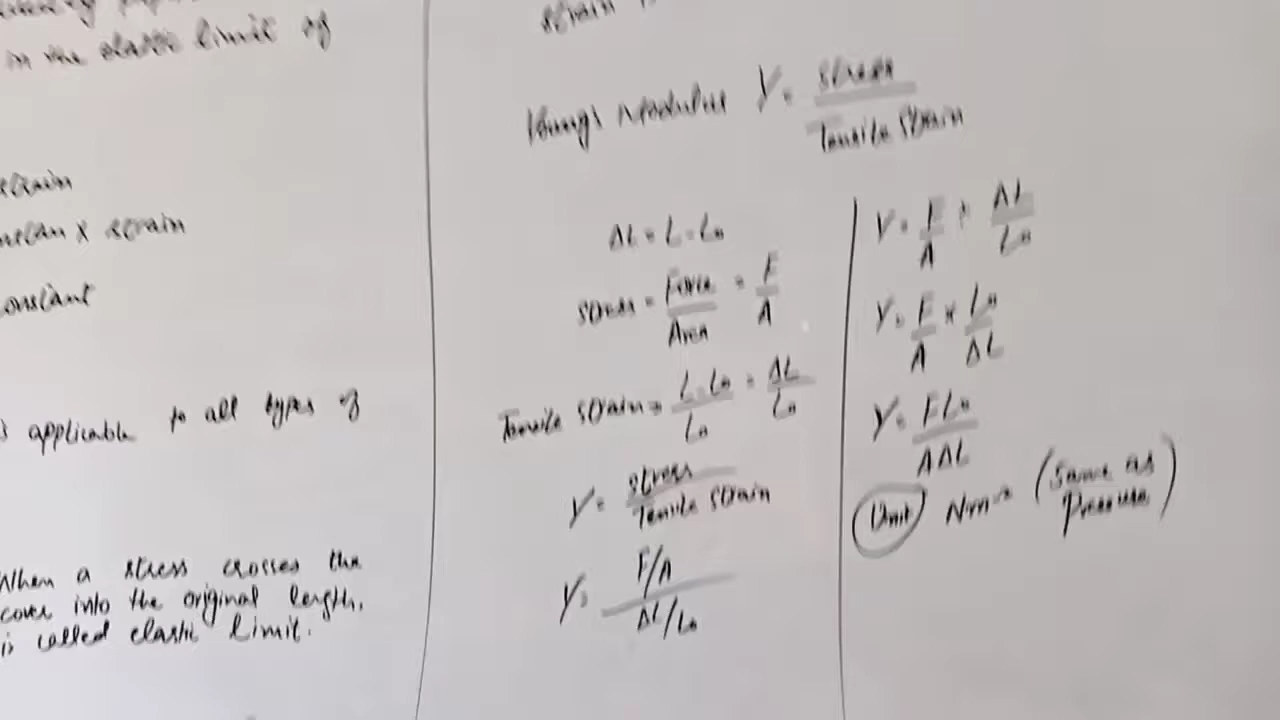 in the elastic limit of
strain
x strain
constant
applicable to all types of
When a stress crosses the
cover into the original length.
is called elastic limit.
strain
Youngs Modulus Y = stress / Tensile strain
ΔL = L - L₀
stress = Force / Area = F / A
Tensile strain = L - L₀ / L₀ = ΔL / L₀
Y = stress / Tensile strain
Y = F/A / ΔL/L₀
Y = F / A ÷ ΔL / L₀
Y = F / A × L₀ / ΔL
Y = FL₀ / AΔL
Unit Nm⁻² (same as
pressure)